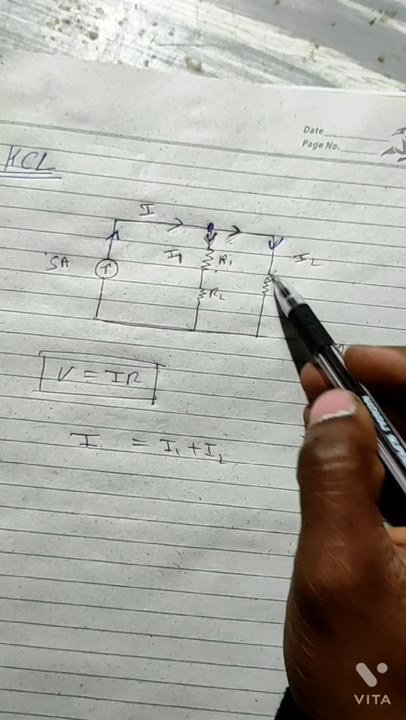 Date
Page No.
KCL
I
5A
I1
R1
I2
R2
V = IR
I = I1 + I2
VITA